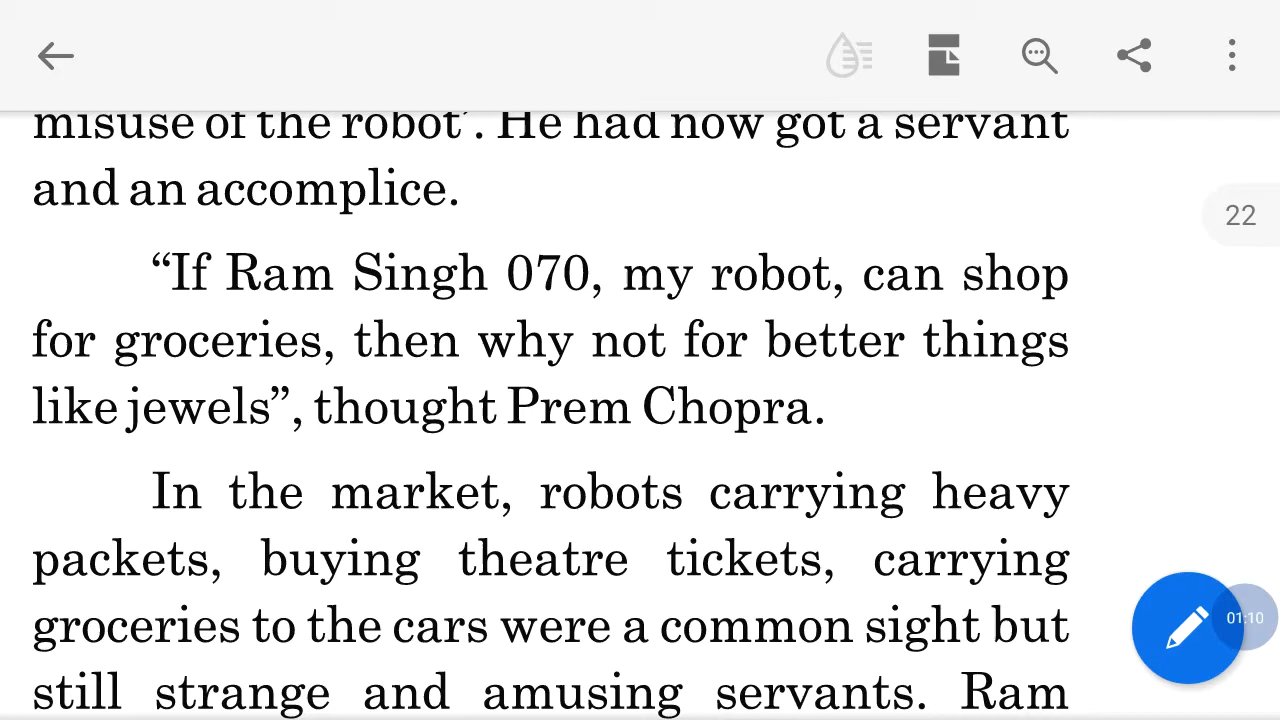 misuse of the robot’. He had now got a servant
and an accomplice.
22
“If Ram Singh 070, my robot, can shop
for groceries, then why not for better things
like jewels”, thought Prem Chopra.
In the market, robots carrying heavy
packets, buying theatre tickets, carrying
groceries to the cars were a common sight but
01:10
still strange and amusing servants. Ram